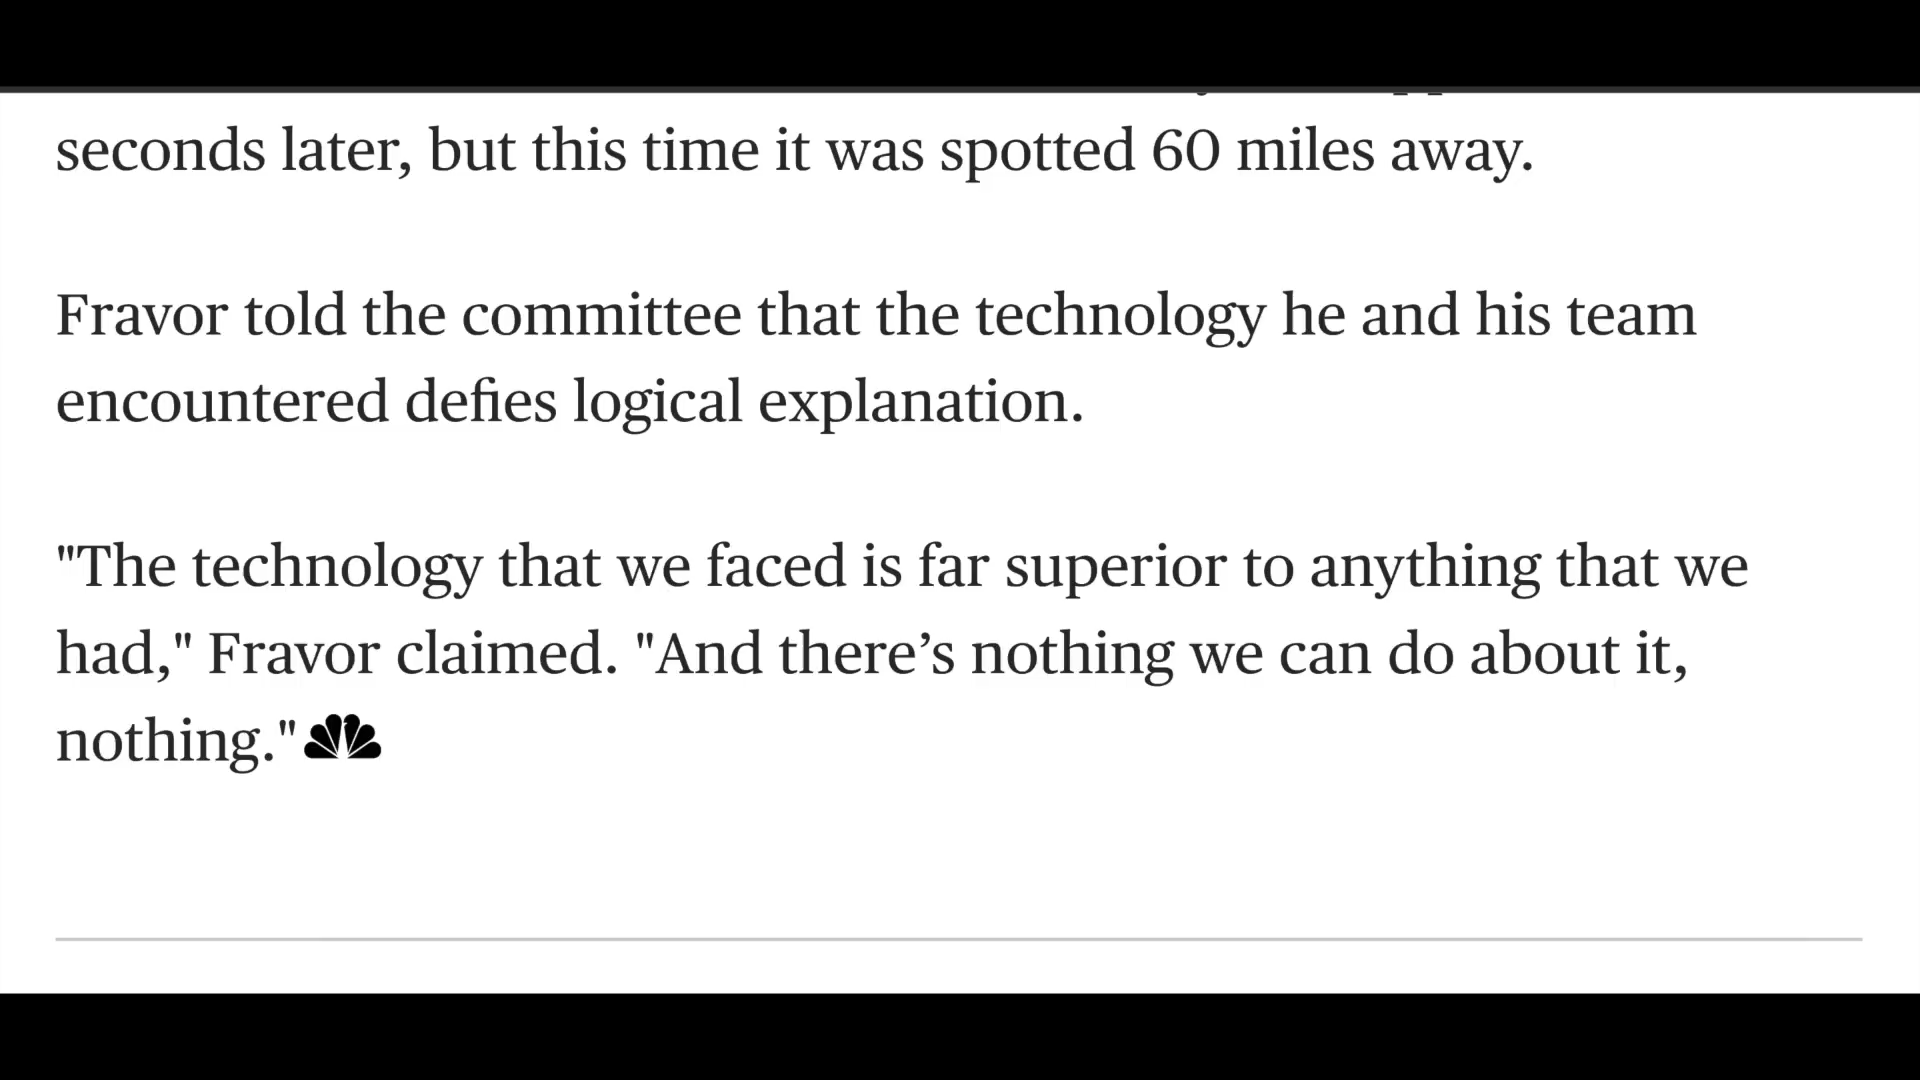 seconds later, but this time it was spotted 60 miles away.
Fravor told the committee that the technology he and his team
encountered defies logical explanation.
"The technology that we faced is far superior to anything that we
had," Fravor claimed. "And there’s nothing we can do about it,
nothing."